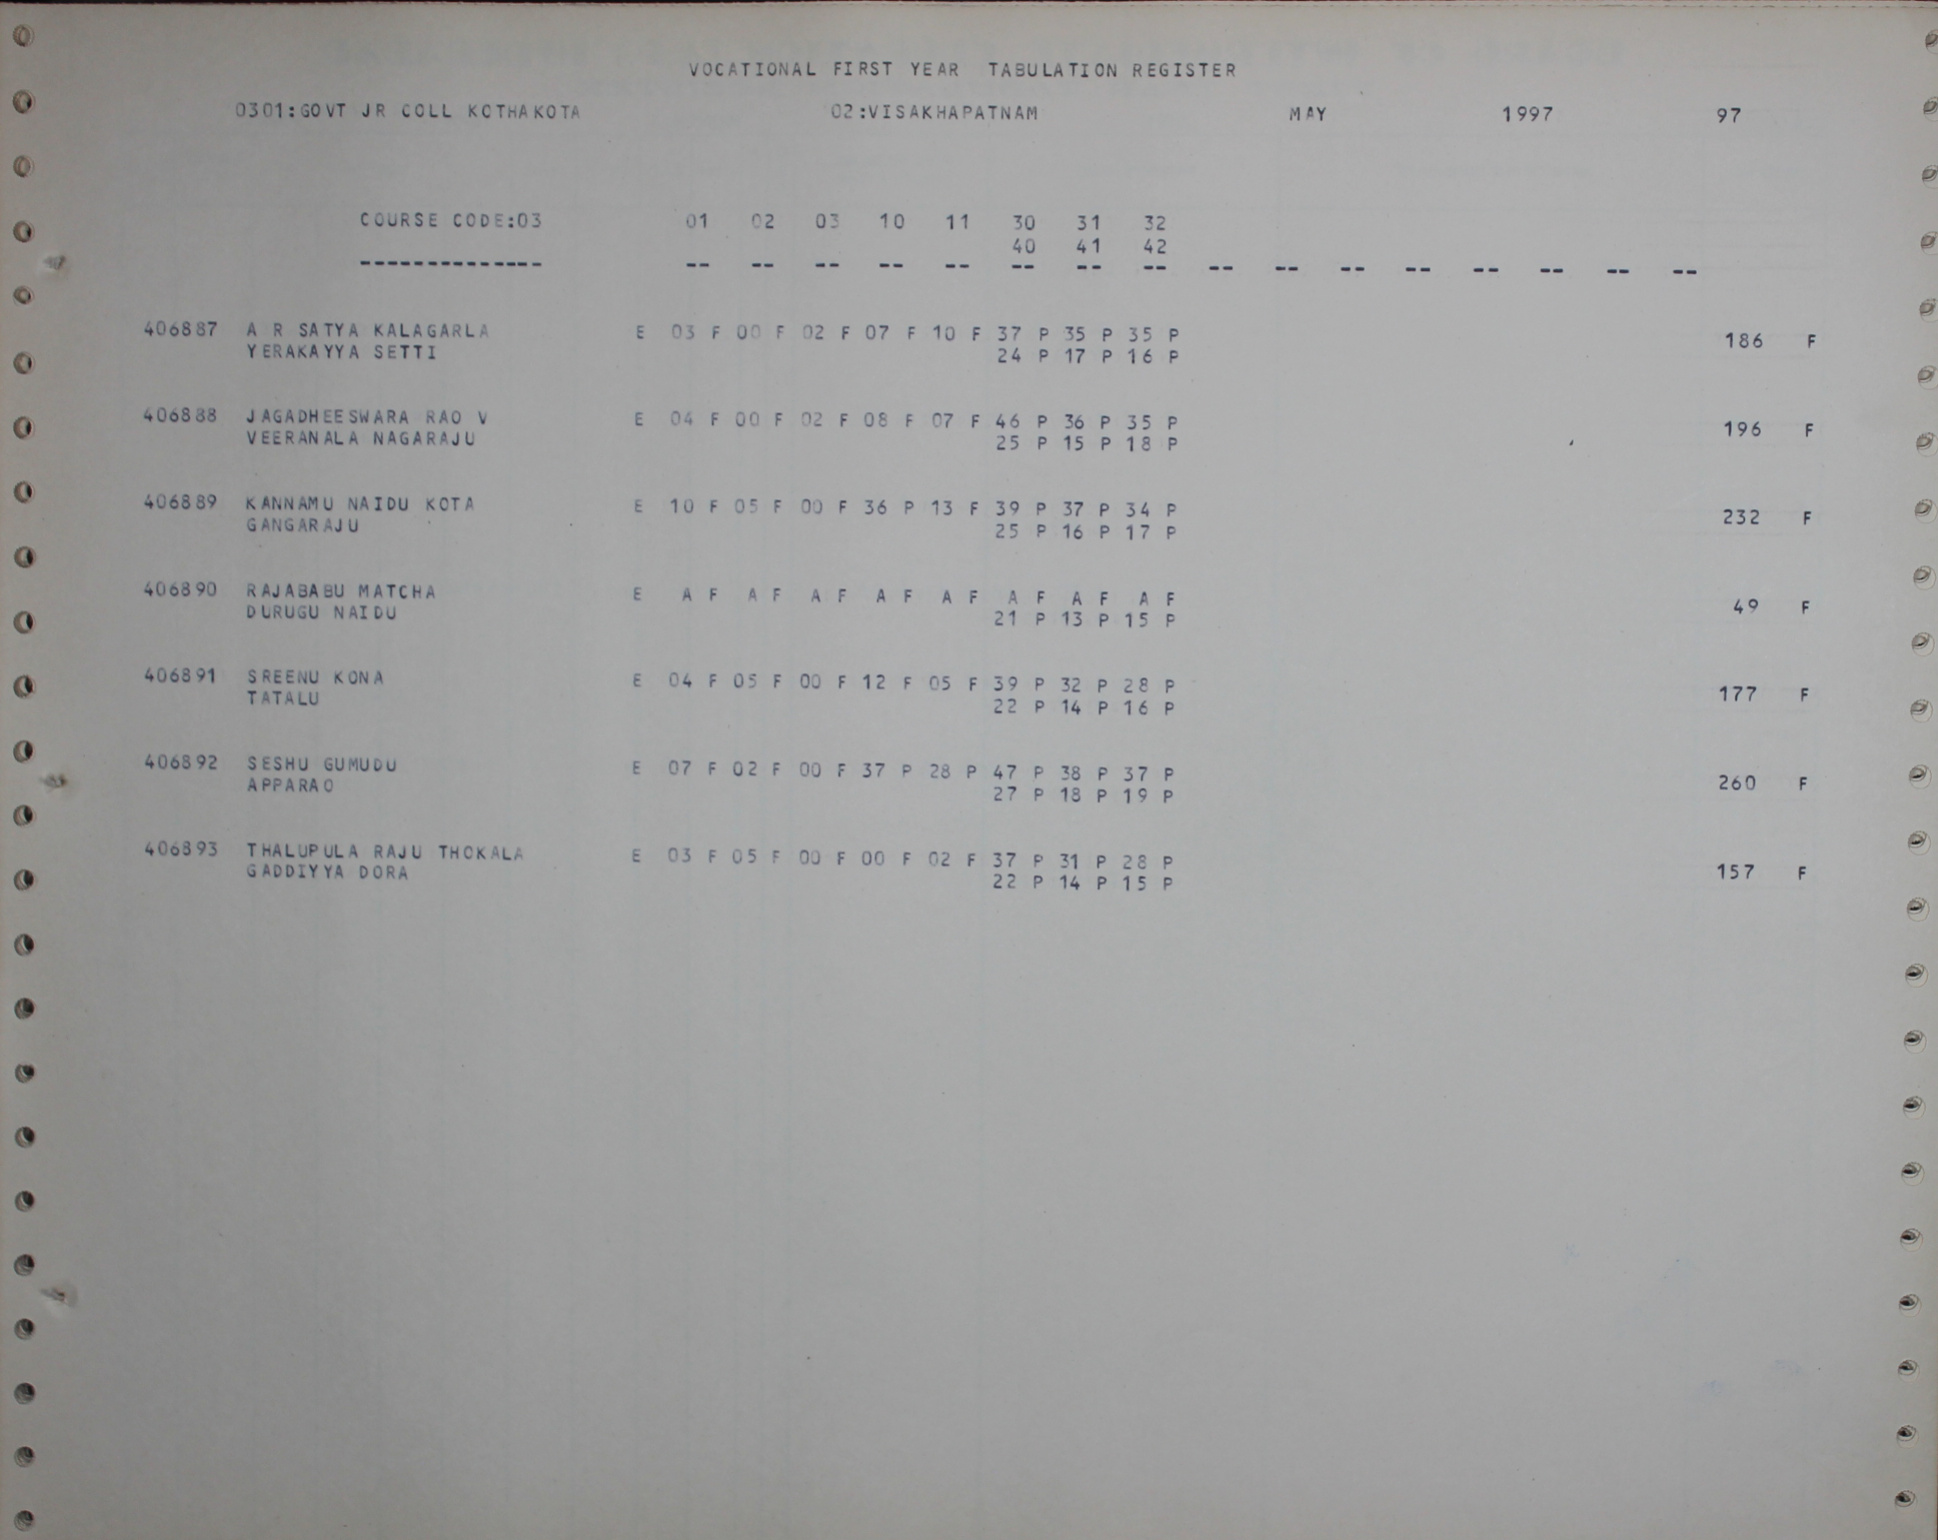 VOCATIONAL FIRST YEAR TABULATION REGISTER
0301:GOVT JR COLL KOTHAKOTA 02:VISAKHAPATNAM MAY 1997 97
COURSE CODE:03 01 02 03 10 11 30 31 32
40 41 42
-------------- -- -- -- -- -- -- -- -- -- -- -- -- -- -- -- --
406887 A R SATYA KALAGARLA E 03 F 00 F 02 F 07 F 10 F 37 P 35 P 35 P
YERAKAYYA SETTI 24 P 17 P 16 P 186 F
406888 JAGADHEESWARA RAO V E 04 F 00 F 02 F 08 F 07 F 46 P 36 P 35 P
VEERANALA NAGARAJU 25 P 15 P 18 P 196 F
406889 KANNAMU NAIDU KOTA E 10 F 05 F 00 F 36 P 13 F 39 P 37 P 34 P
GANGARAJU 25 P 16 P 17 P 232 F
406890 RAJABABU MATCHA E A F A F A F A F A F A F A F A F
DURUGU NAIDU 21 P 13 P 15 P 49 F
406891 SREENU KONA E 04 F 05 F 00 F 12 F 05 F 39 P 32 P 28 P
TATALU 22 P 14 P 16 P 177 F
406892 SESHU GUMUDU E 07 F 02 F 00 F 37 P 28 P 47 P 38 P 37 P
APPARAO 27 P 18 P 19 P 260 F
406893 THALUPULA RAJU THOKALA E 03 F 05 F 00 F 00 F 02 F 37 P 31 P 28 P
GADDIYYA DORA 22 P 14 P 15 P 157 F